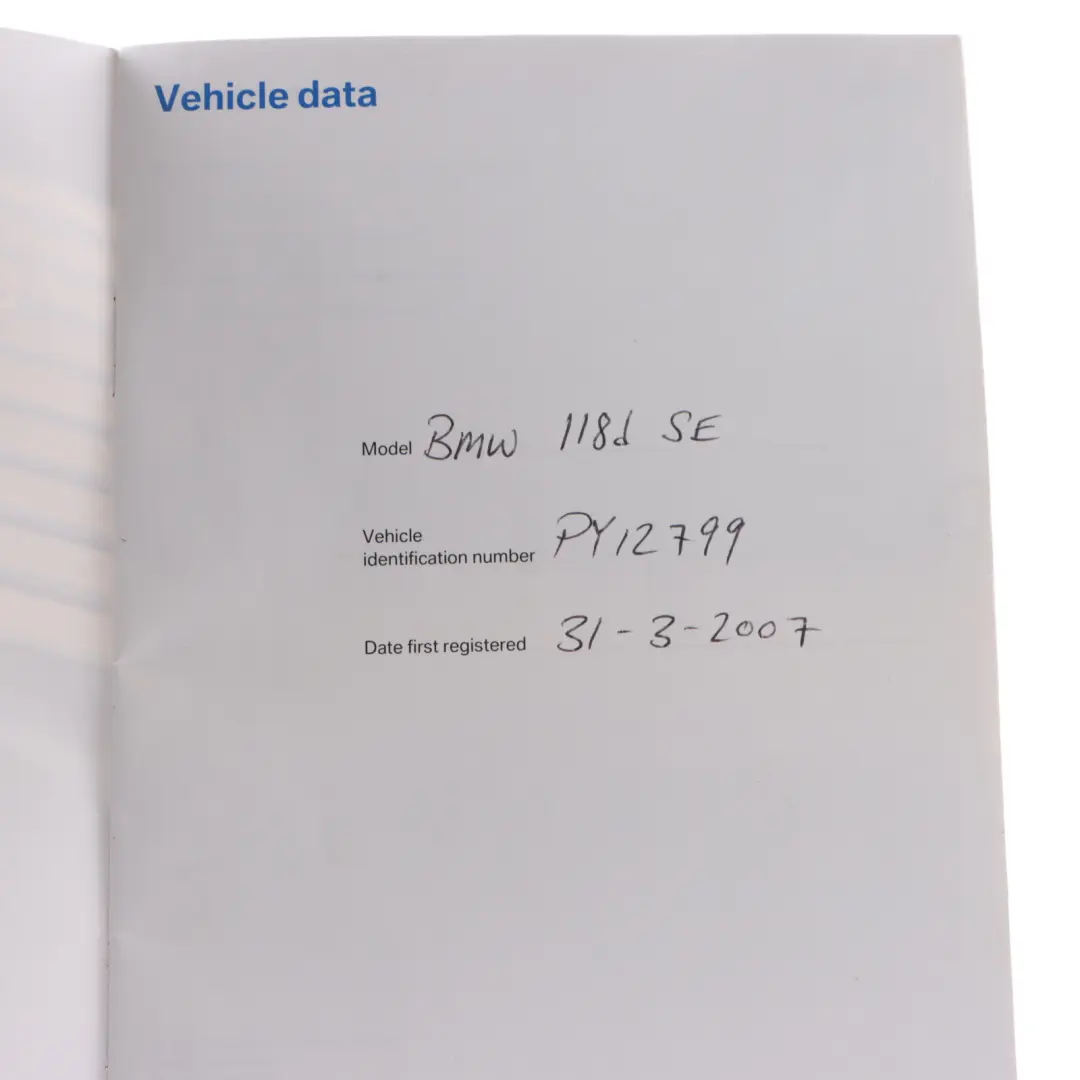 Vehicle data
Model BMW 118d SE
Vehicle
identification number PY12799
Date first registered 31-3-2007